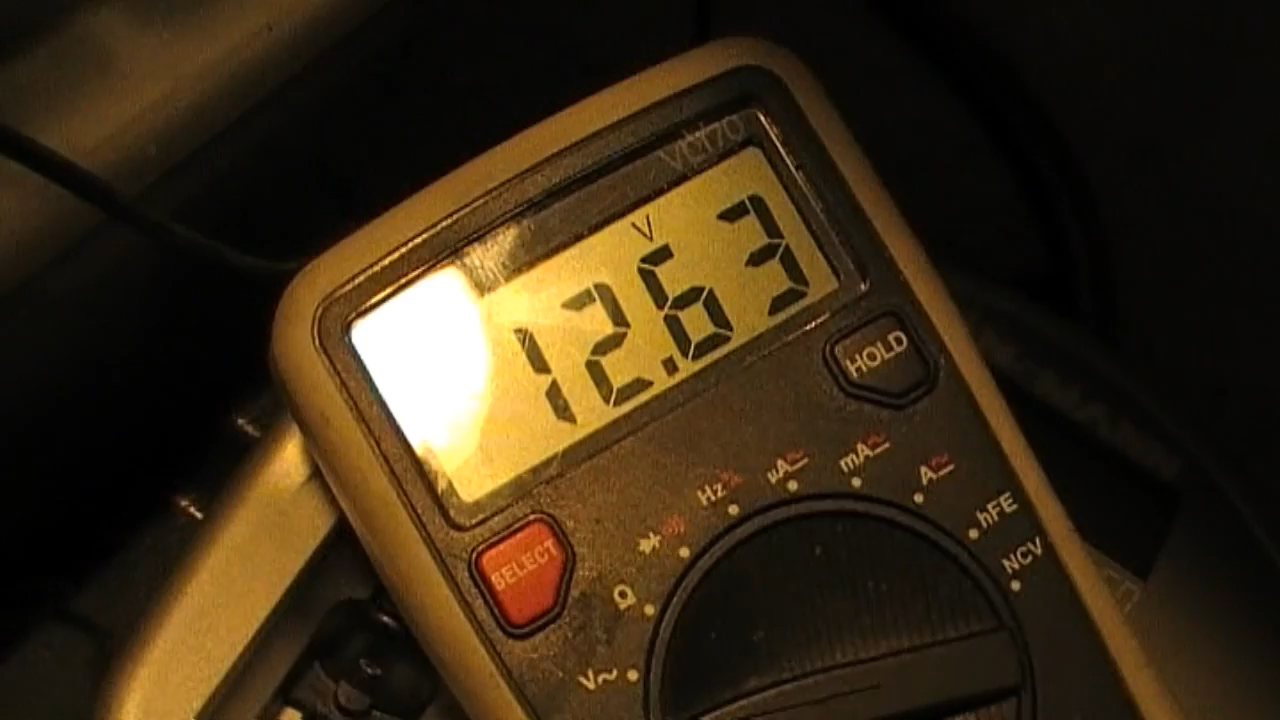 V
12.63
HOLD
SELECT
Hz%
µA
mA
A
hFE
NCV
Ω
V~